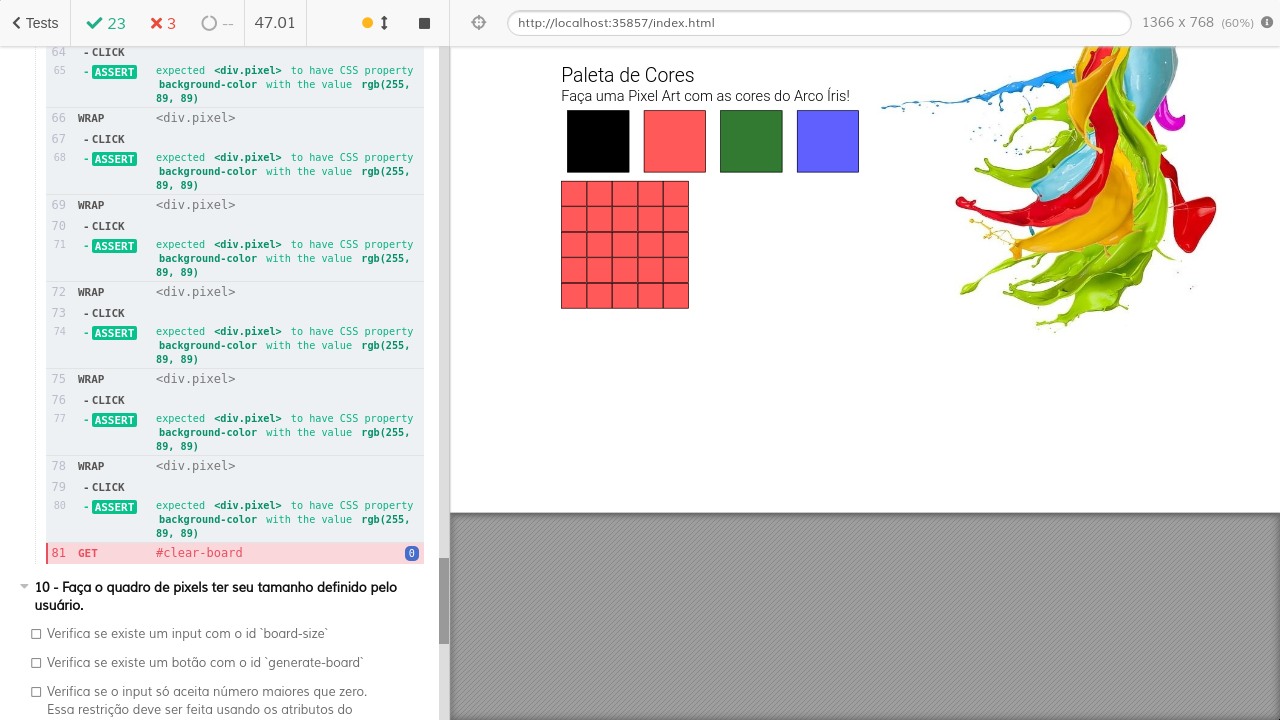 Tests 23 3 -- 47.01
http://localhost:35857/index.html 1366 x 768 (60%)
64 - CLICK
65 - ASSERT expected <div.pixel> to have CSS property
background-color with the value rgb(255,
89, 89)
66 WRAP <div.pixel>
67 - CLICK
68 - ASSERT expected <div.pixel> to have CSS property
background-color with the value rgb(255,
89, 89)
69 WRAP <div.pixel>
70 - CLICK
71 - ASSERT expected <div.pixel> to have CSS property
background-color with the value rgb(255,
89, 89)
72 WRAP <div.pixel>
73 - CLICK
74 - ASSERT expected <div.pixel> to have CSS property
background-color with the value rgb(255,
89, 89)
75 WRAP <div.pixel>
76 - CLICK
77 - ASSERT expected <div.pixel> to have CSS property
background-color with the value rgb(255,
89, 89)
78 WRAP <div.pixel>
79 - CLICK
80 - ASSERT expected <div.pixel> to have CSS property
background-color with the value rgb(255,
89, 89)
81 GET #clear-board 0
10 - Faça o quadro de pixels ter seu tamanho definido pelo
usuário.
Verifica se existe um input com o id `board-size`
Verifica se existe um botão com o id `generate-board`
Verifica se o input só aceita número maiores que zero.
Essa restrição deve ser feita usando os atributos do
Paleta de Cores
Faça uma Pixel Art com as cores do Arco Íris!